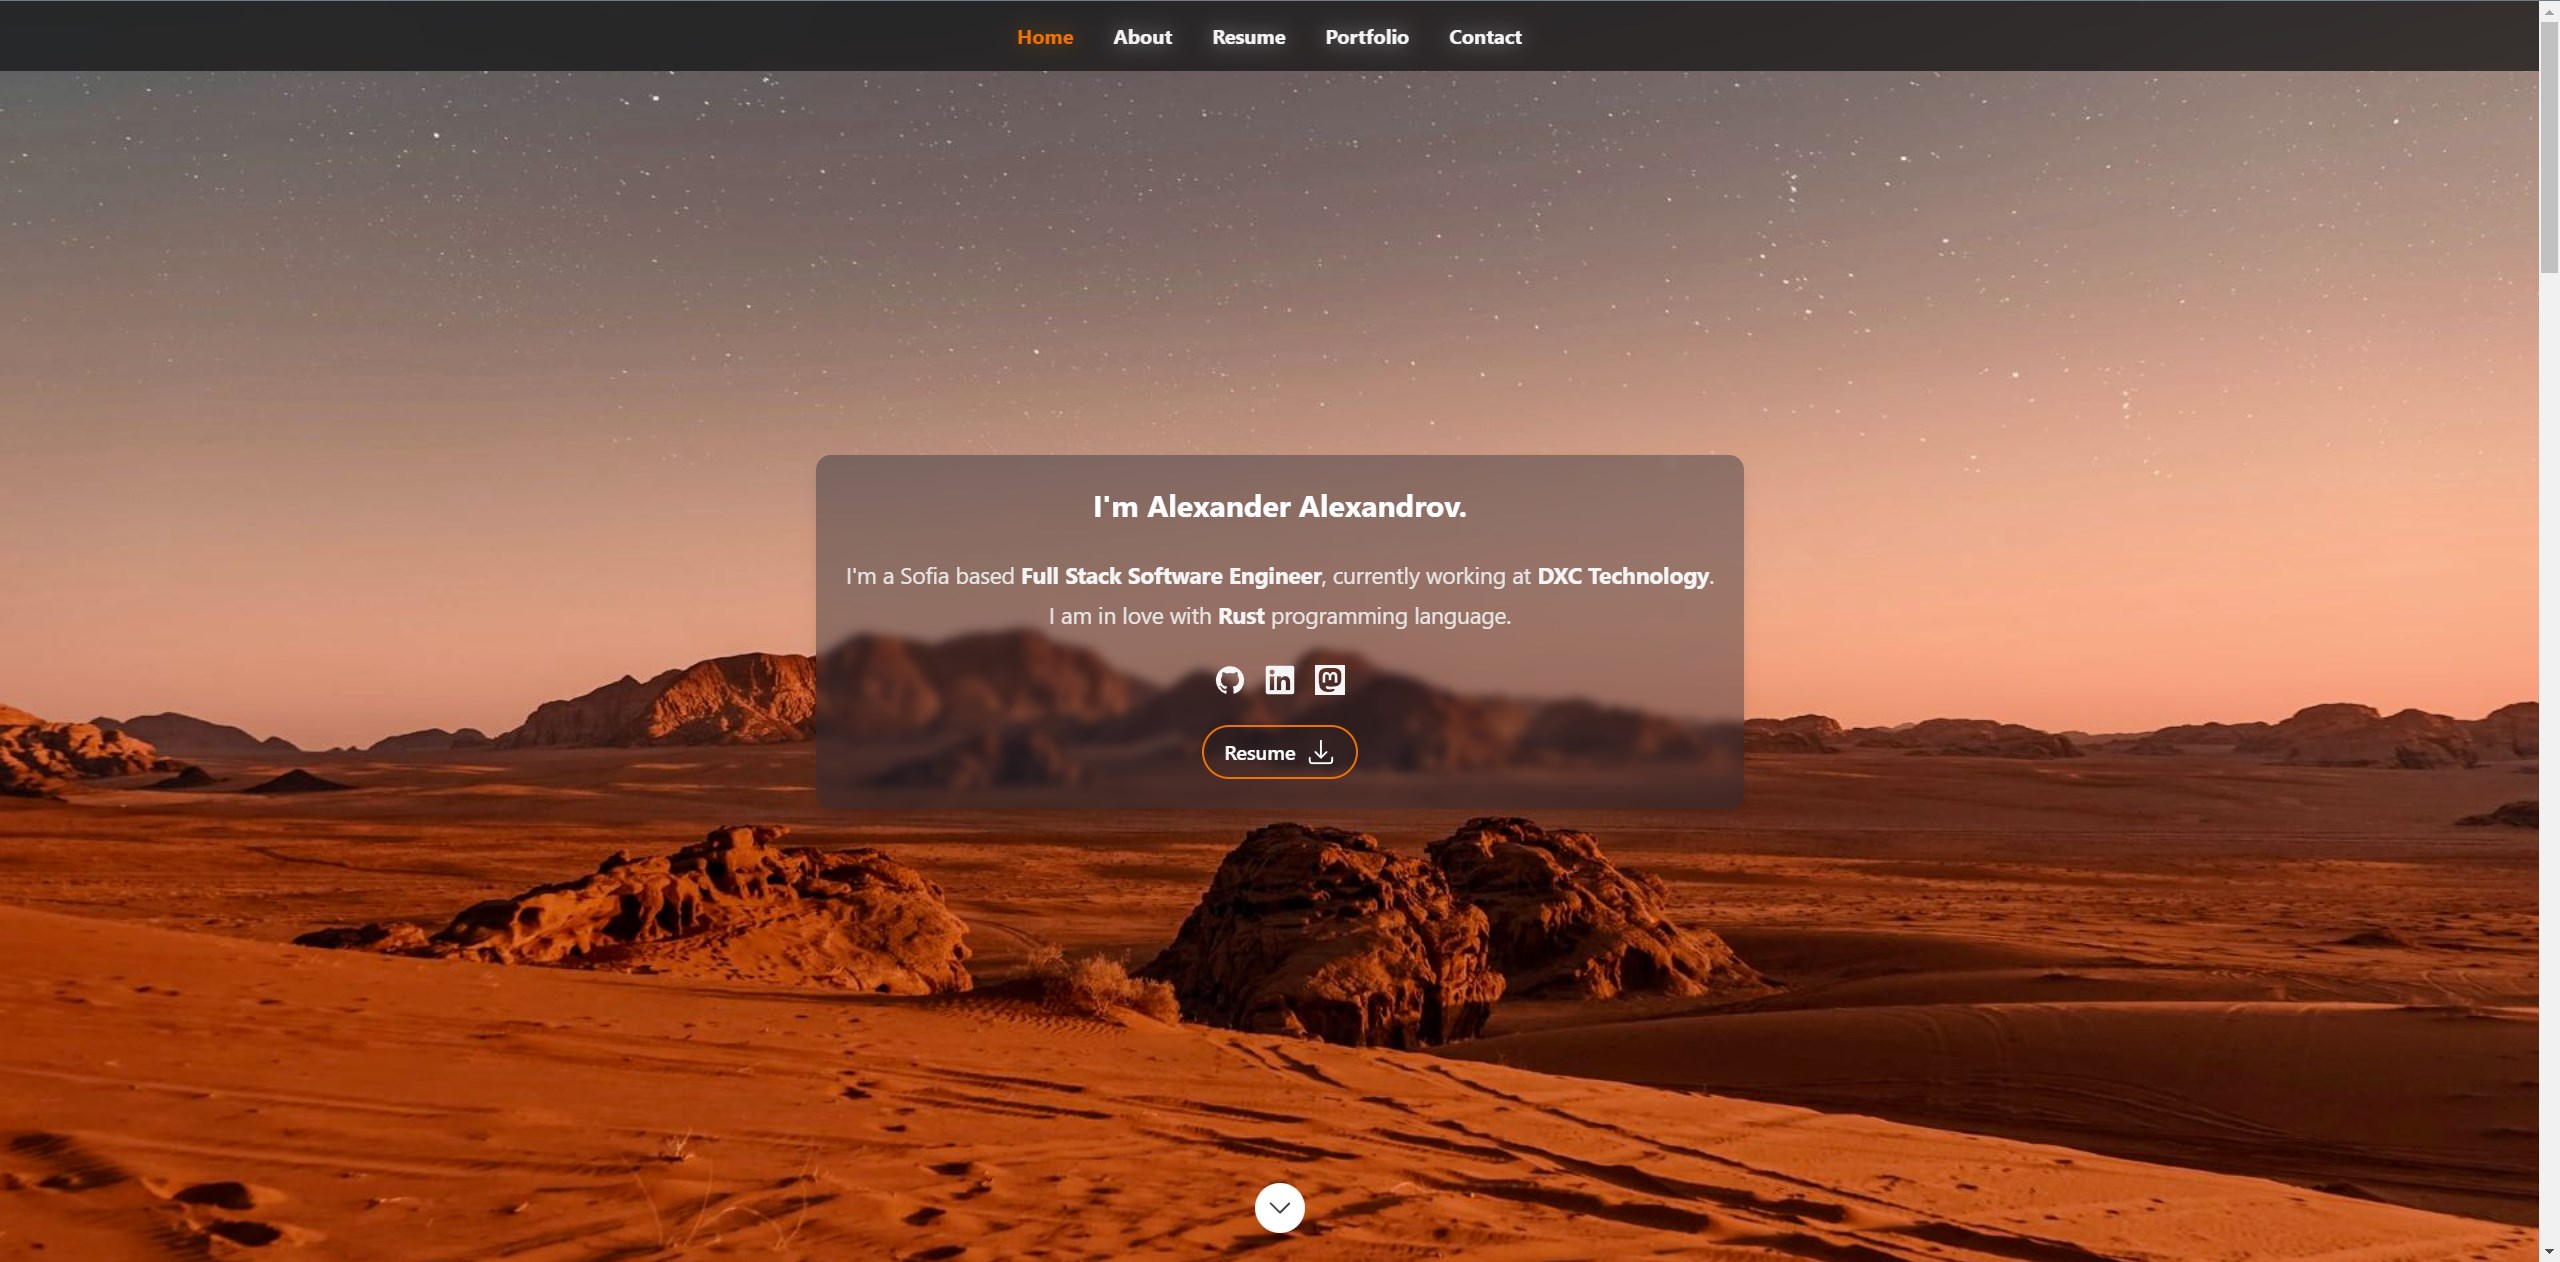 Home About Resume Portfolio Contact
I'm Alexander Alexandrov.
I'm a Sofia based Full Stack Software Engineer, currently working at DXC Technology.
I am in love with Rust programming language.
in m
Resume